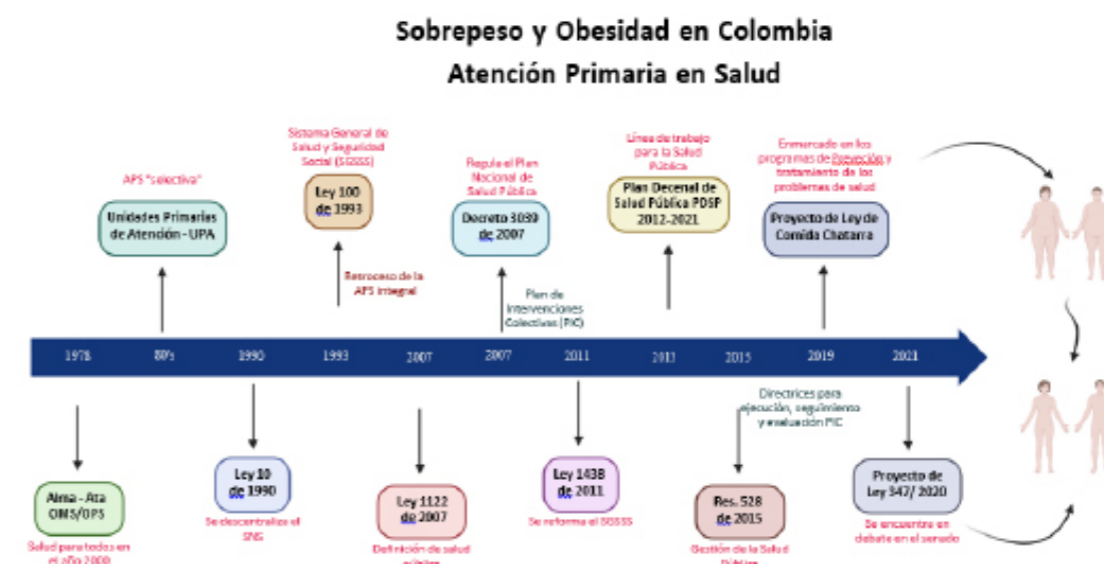 Sobrepeso y Obesidad en Colombia
Atención Primaria en Salud
APS "selectiva"
Unidades Primarias
de Atención - UPA
Sistema General de
Salud y Seguridad
Social (SGSSS)
Ley 100
de 1993
Retroceso de la
APS integral
Regula el Plan
Nacional de
Salud Pública
Decreto 3039
de 2007
Plan de
Intervenciones
Colectivas (PIC)
Línea de trabajo
para la Salud
Pública
Plan Decenal de
Salud Pública PDSP
2012-2021
Enmarcado en los
programas de Preveción y
tratamiento de los
problemas de salud
Proyecto de Ley de
Comida Chatarra
1978 80's 1990 1993 2007 2007 2011 2015 2019 2021
Alma - Ata
OMS/OPS
Salud para todos en
el año 2000
Ley 10
de 1990
Se descentraliza el
SNS
Ley 1122
de 2007
Definición de salud
pública
Ley 1438
de 2011
Se reforma el SGSSS
Directrices para
ejecución, seguimiento
y evaluación PIC
Res. 528
de 2015
Gestión de la Salud
Pública
Proyecto de
Ley 347/ 2020
Se encuentra en
debate en el senado